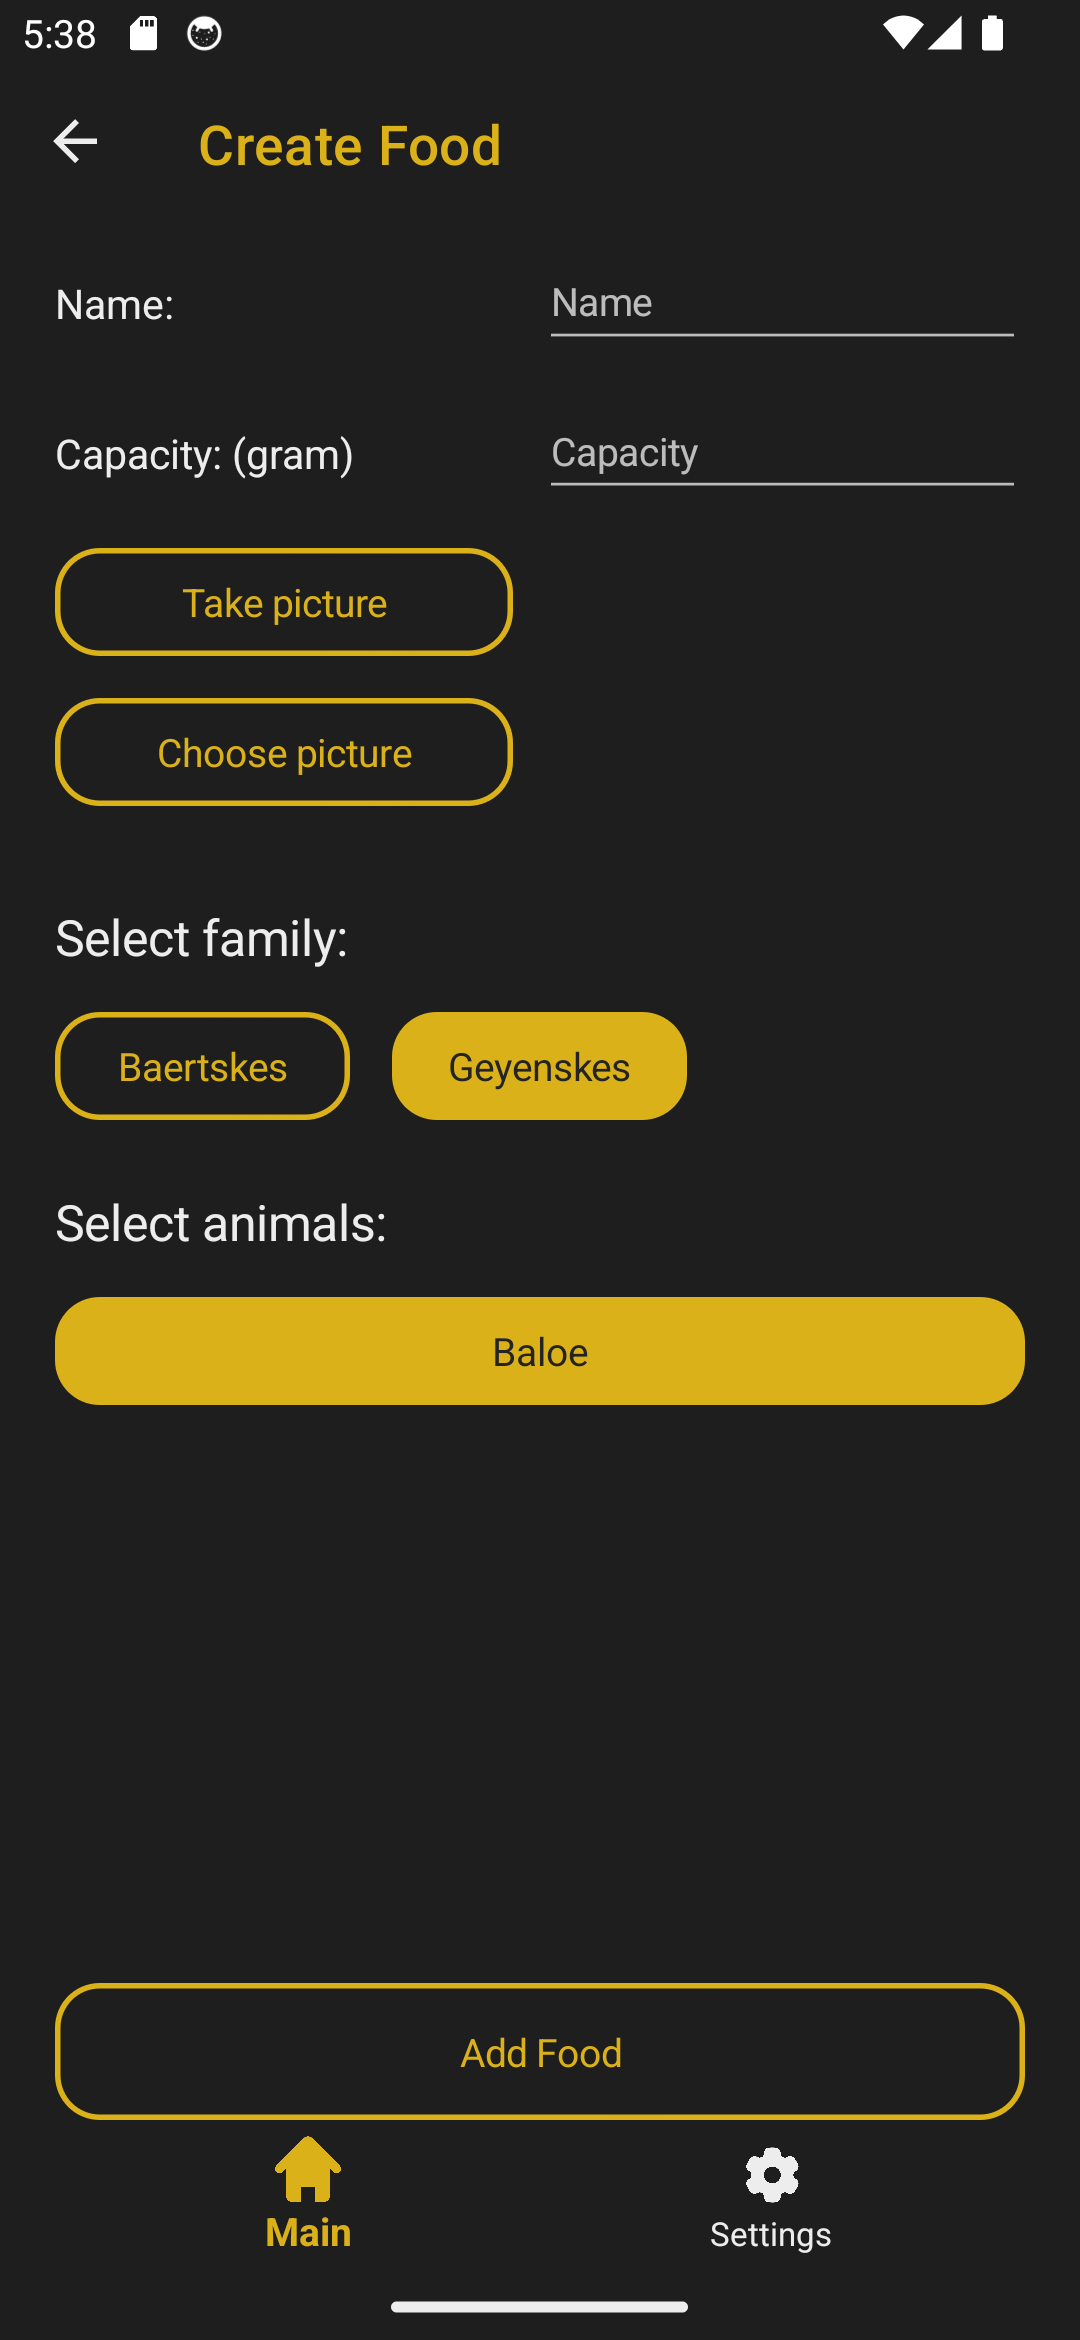 5:38
Create Food
Name:
Name
Capacity: (gram)
Capacity
Take picture
Choose picture
Select family:
Baertskes
Geyenskes
Select animals:
Baloe
Add Food
Main
Settings